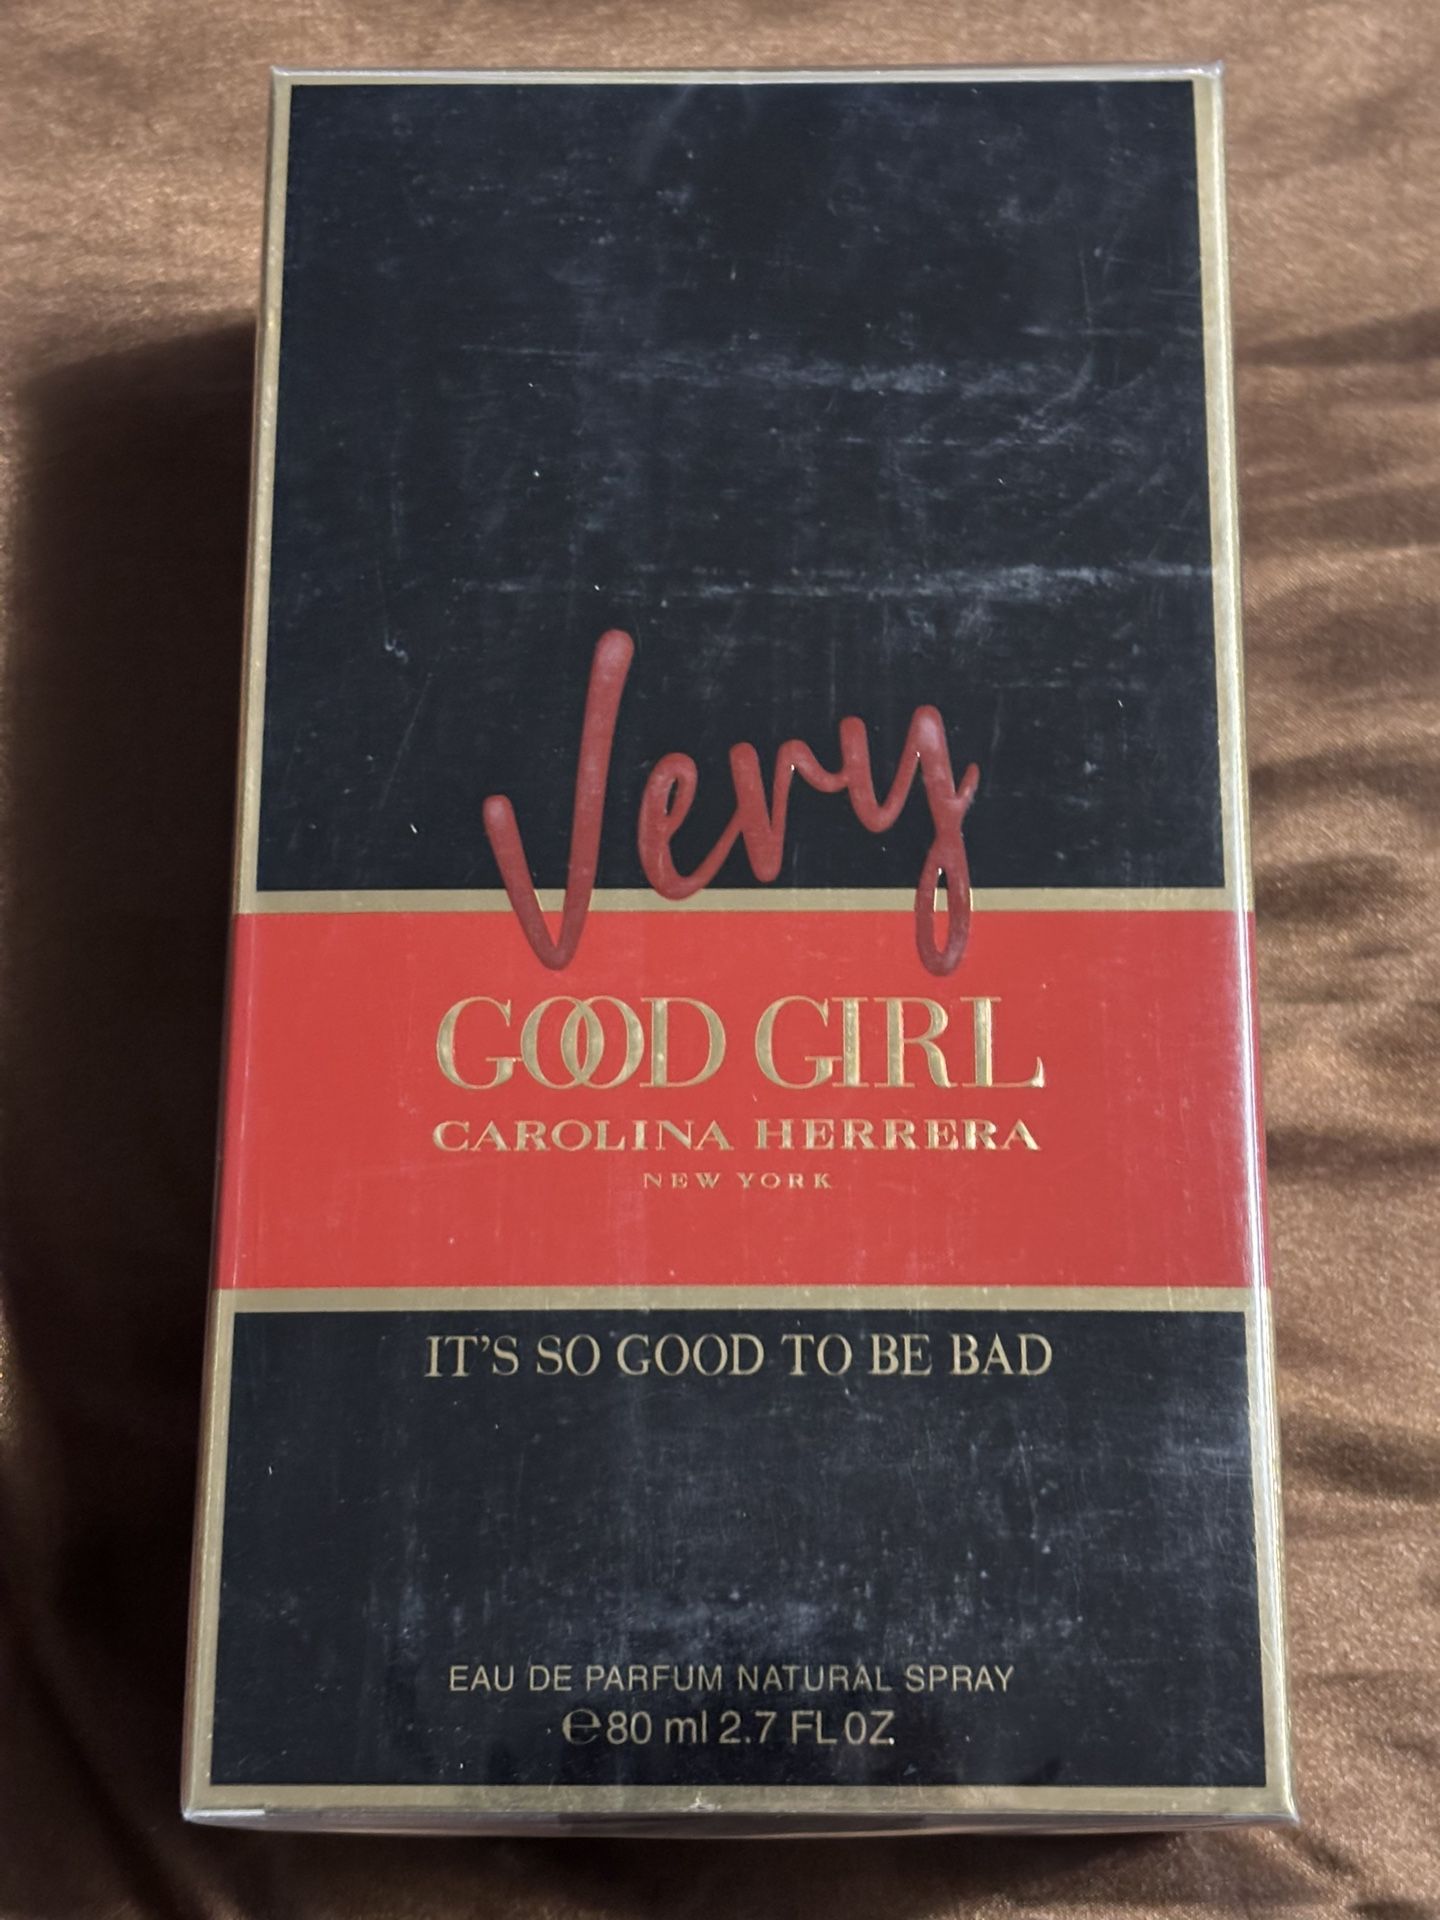 Very
GOOD GIRL
CAROLINA HERRERA
NEW YORK
IT'S SO GOOD TO BE BAD
EAU DE PARFUM NATURAL SPRAY
℮80 ml 2.7 FL OZ.